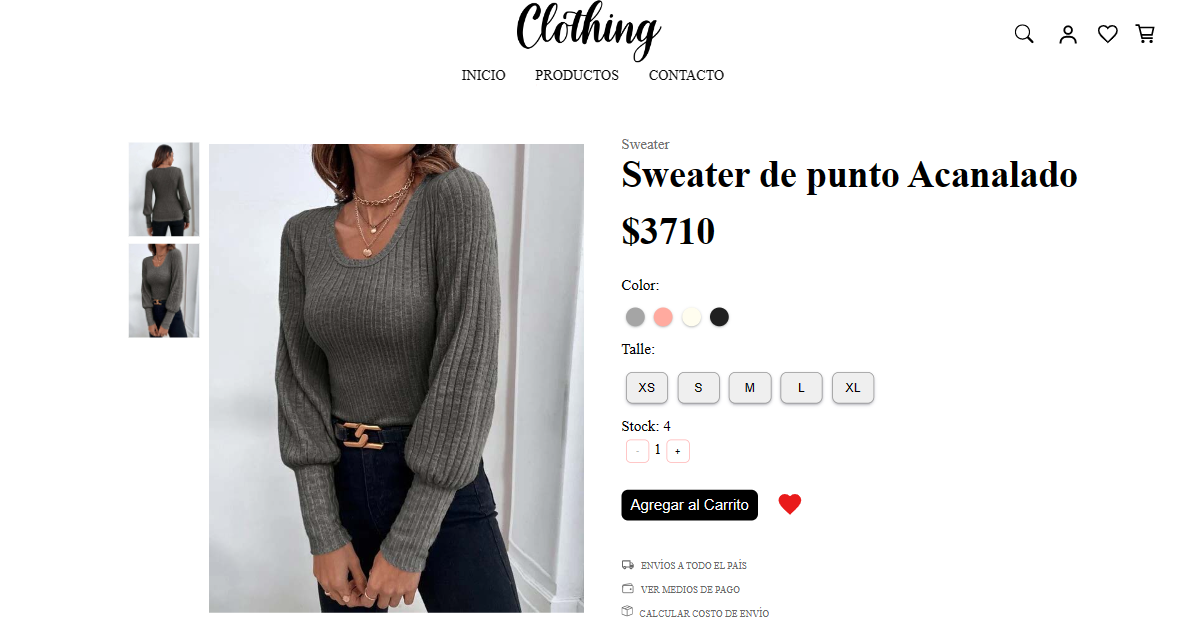 Clothing
INICIO PRODUCTOS CONTACTO
Sweater
Sweater de punto Acanalado
$3710
Color:
Talle:
XS S M L XL
Stock: 4
- 1 +
Agregar al Carrito
ENVÍOS A TODO EL PAÍS
VER MEDIOS DE PAGO
CALCULAR COSTO DE ENVÍO